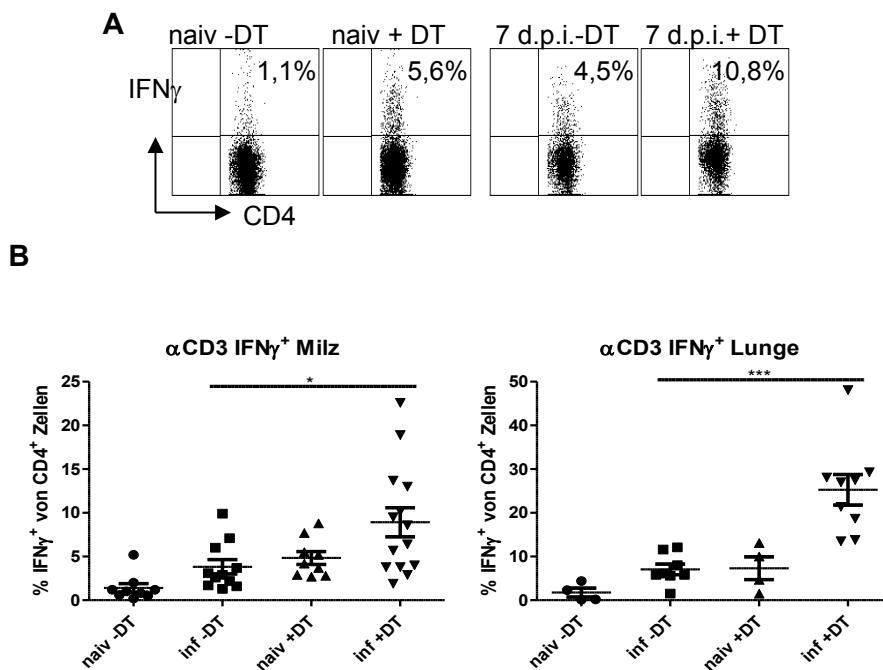 A
naiv -DT
naiv + DT
7 d.p.i.-DT
7 d.p.i.+ DT
1,1%
5,6%
4,5%
10,8%
IFNγ
CD4
B
αCD3 IFNγ⁺ Milz
% IFNγ⁺ von CD4⁺ Zellen
25
20
15
10
5
0
*
naiv -DT
inf -DT
naiv +DT
inf +DT
αCD3 IFNγ⁺ Lunge
% IFNγ⁺ von CD4⁺ Zellen
50
40
30
20
10
0
***
naiv -DT
inf -DT
naiv +DT
inf +DT